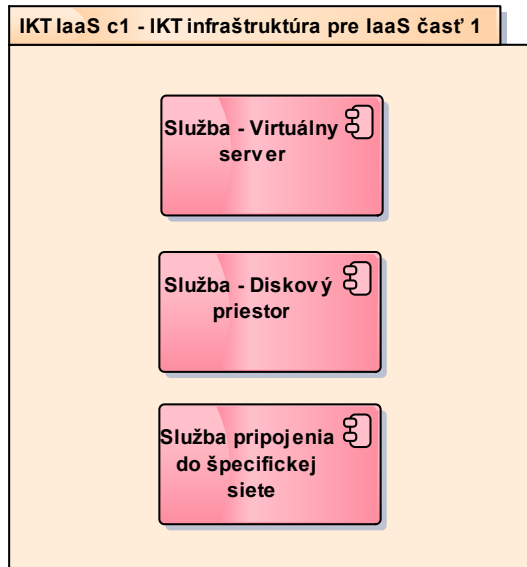 IKT IaaS c1 - IKT infraštruktúra pre IaaS časť 1
Služba - Virtuálny
server
Služba - Diskový
priestor
Služba pripojenia
do špecifickej
siete